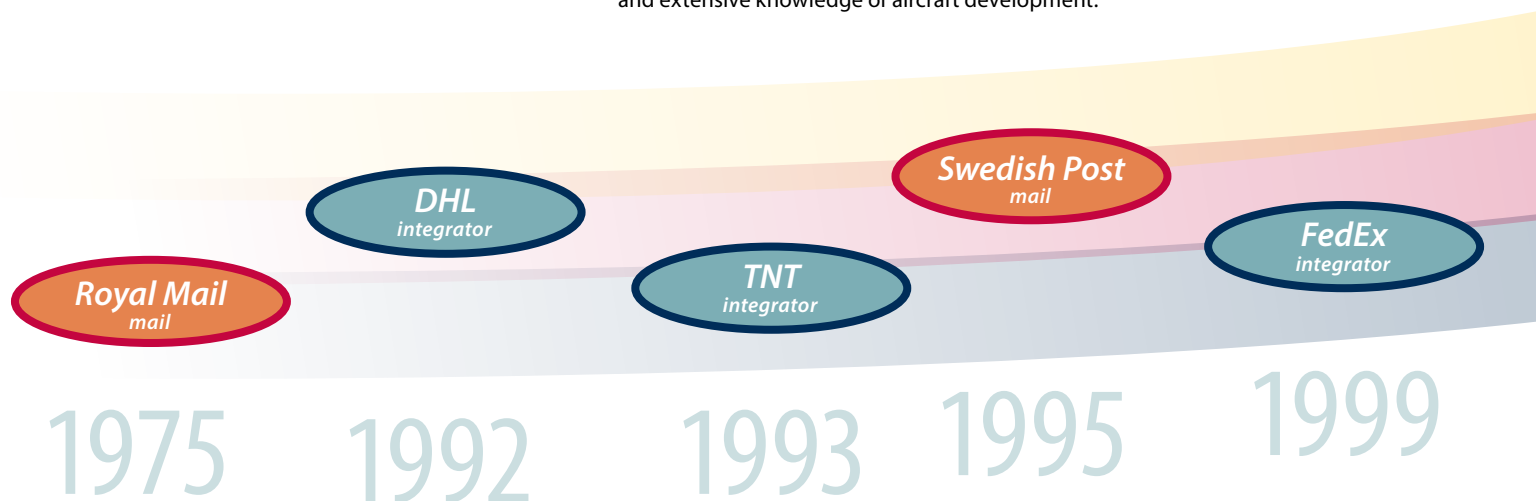 and extensive knowledge of aircraft development.
Royal Mail
mail
DHL
integrator
TNT
integrator
Swedish Post
mail
FedEx
integrator
1975
1992
1993
1995
1999